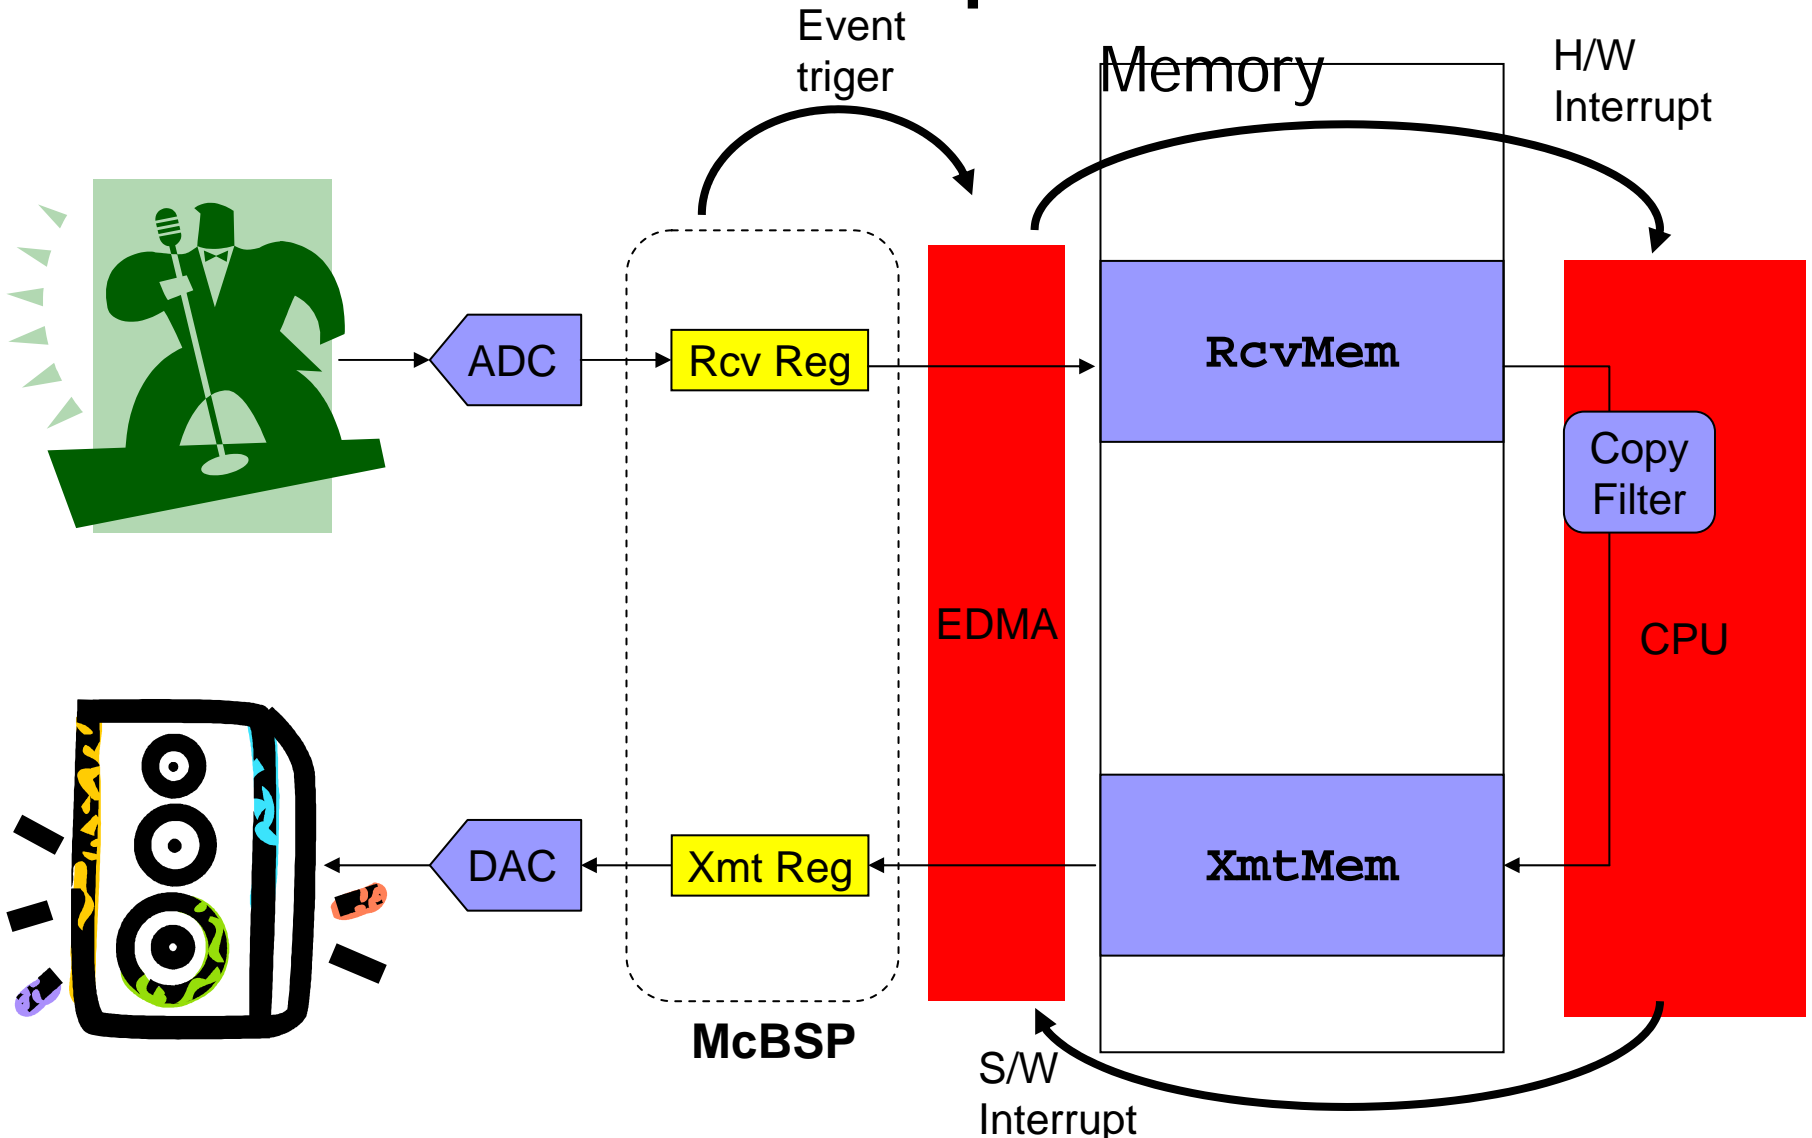 Event
triger
Memory
H/W
Interrupt
ADC
Rcv Reg
RcvMem
Copy
Filter
EDMA
CPU
DAC
Xmt Reg
XmtMem
McBSP
S/W
Interrupt